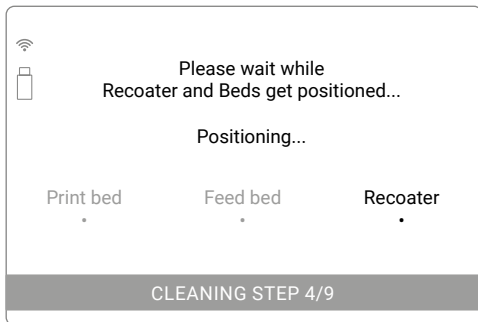 Please wait while
Recoater and Beds get positioned...
Positioning...
Print bed
Feed bed
Recoater
CLEANING STEP 4/9